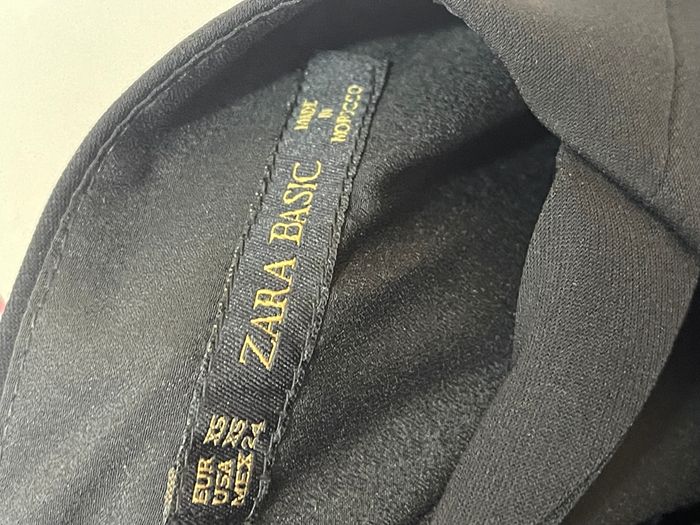 ZARA BASIC
MADE
IN
MOROCCO
EUR XS
USA XS
MEX 24